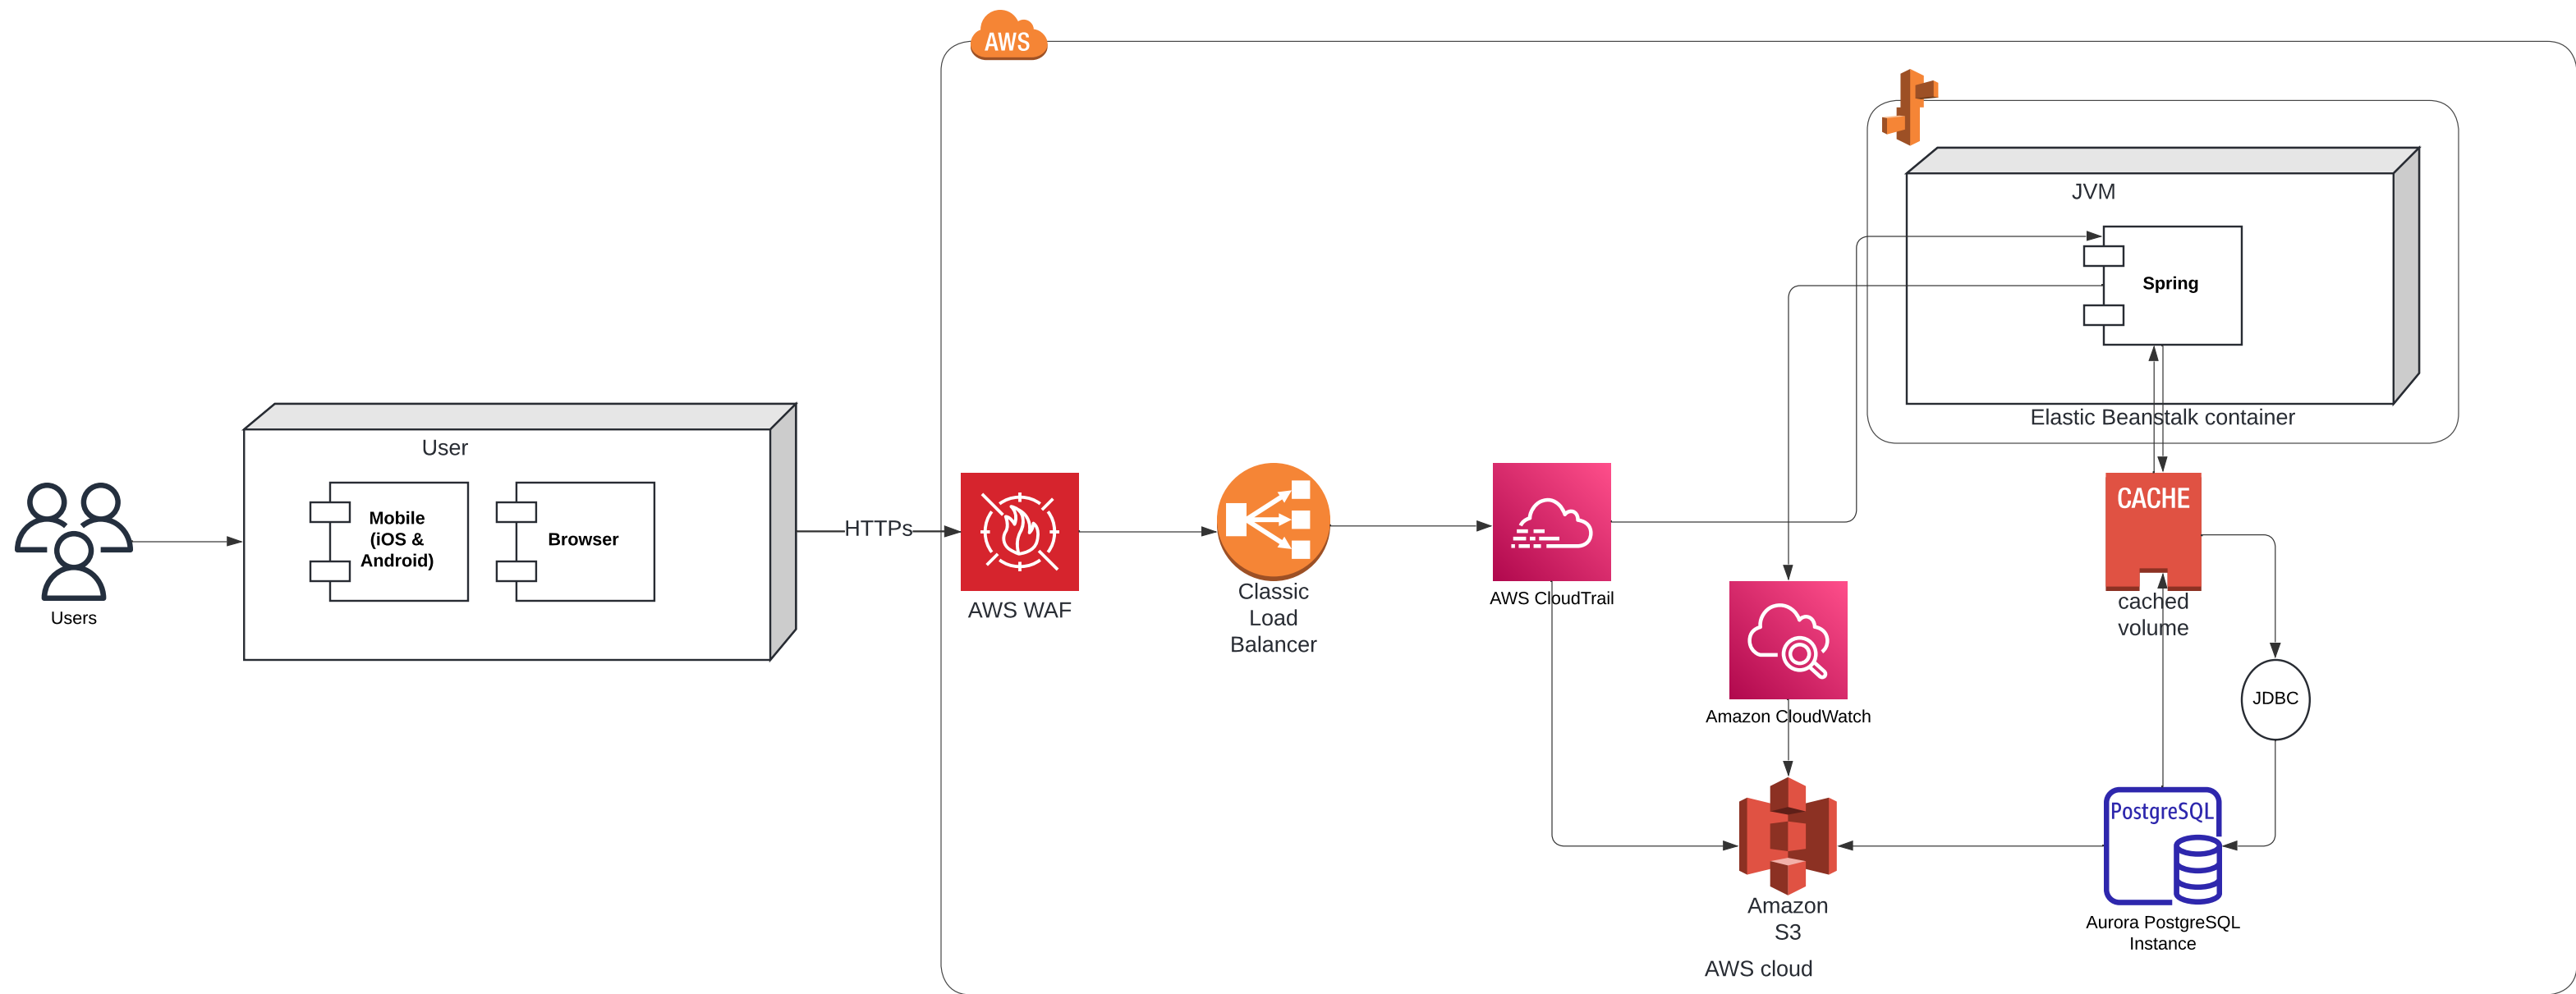 AWS
JVM
Spring
Elastic Beanstalk container
User
Mobile
(iOS &
Android)
Browser
Users
HTTPs
AWS WAF
Classic
Load
Balancer
AWS CloudTrail
Amazon CloudWatch
CACHE
cached
volume
JDBC
PostgreSQL
Aurora PostgreSQL
Instance
Amazon
S3
AWS cloud